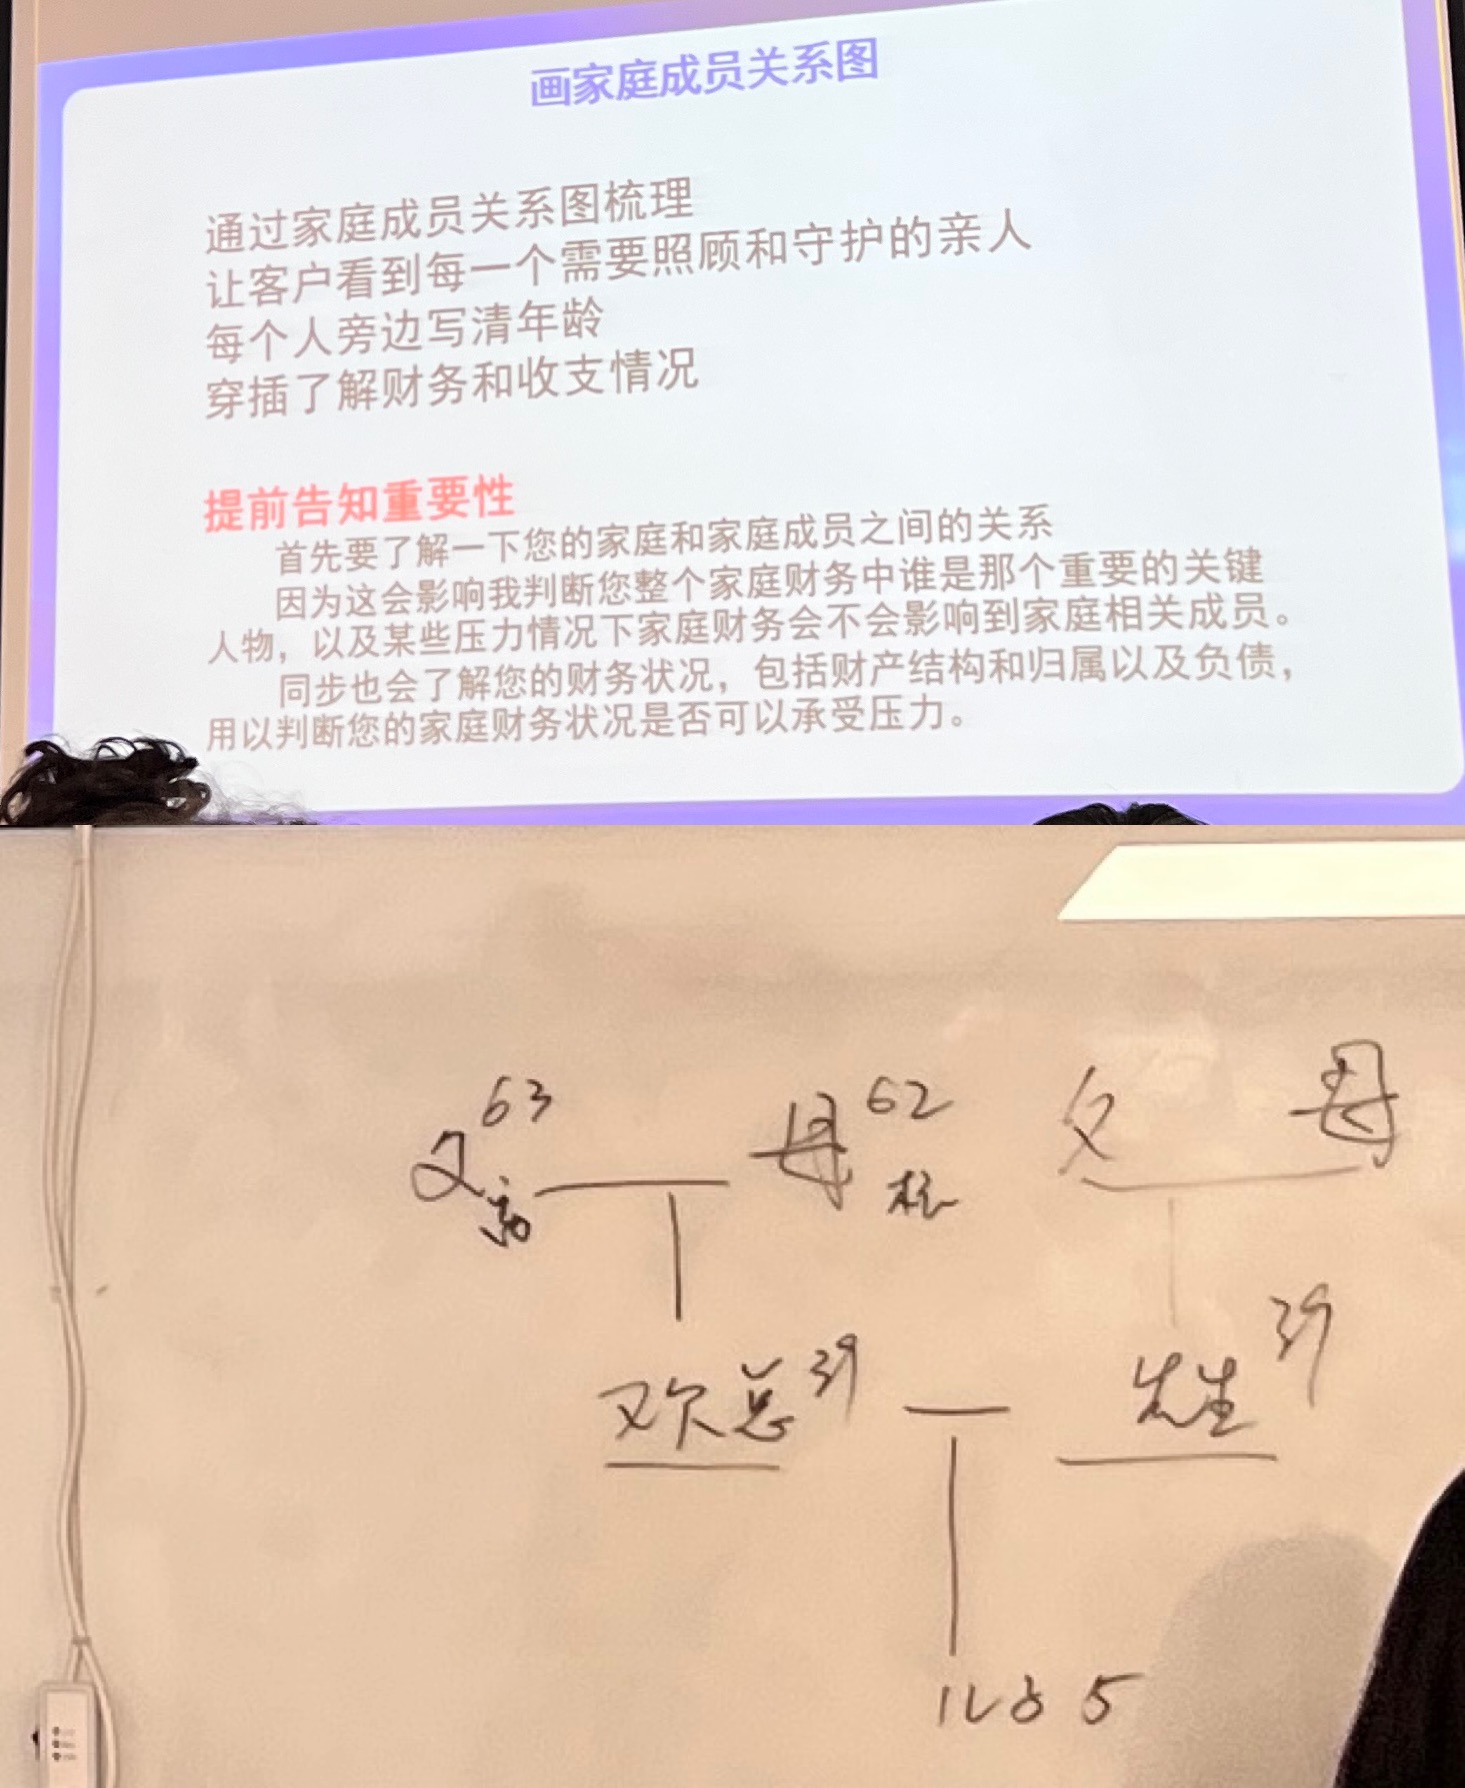 画家庭成员关系图
通过家庭成员关系图梳理
让客户看到每一个需要照顾和守护的亲人
每个人旁边写清年龄
穿插了解财务和收支情况
提前告知重要性
首先要了解一下您的家庭和家庭成员之间的关系
因为这会影响我判断您整个家庭财务中谁是那个重要的关键
人物，以及某些压力情况下家庭财务会不会影响到家庭相关成员。
同步也会了解您的财务状况，包括财产结构和归属以及负债，
用以判断您的家庭财务状况是否可以承受压力。
父 63 母 62 父 母
欢总 39 先生 39
儿子 5